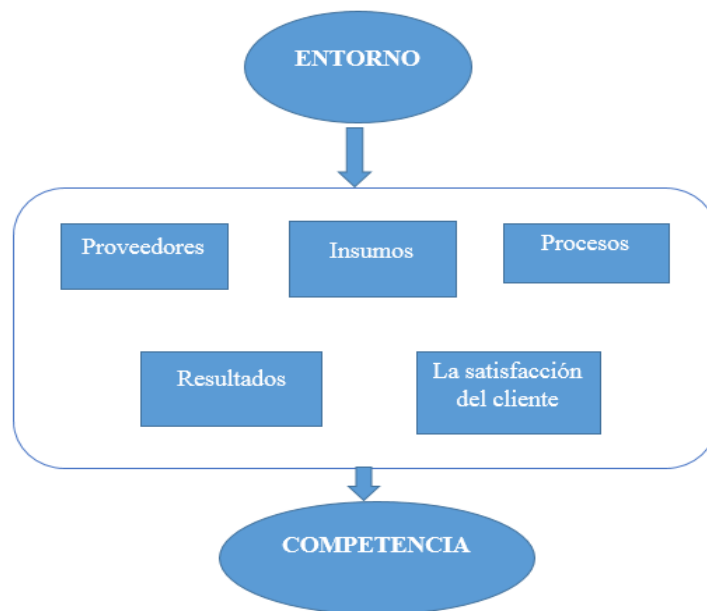 ENTORNO
Proveedores
Insumos
Procesos
Resultados
La satisfacción
del cliente
COMPETENCIA